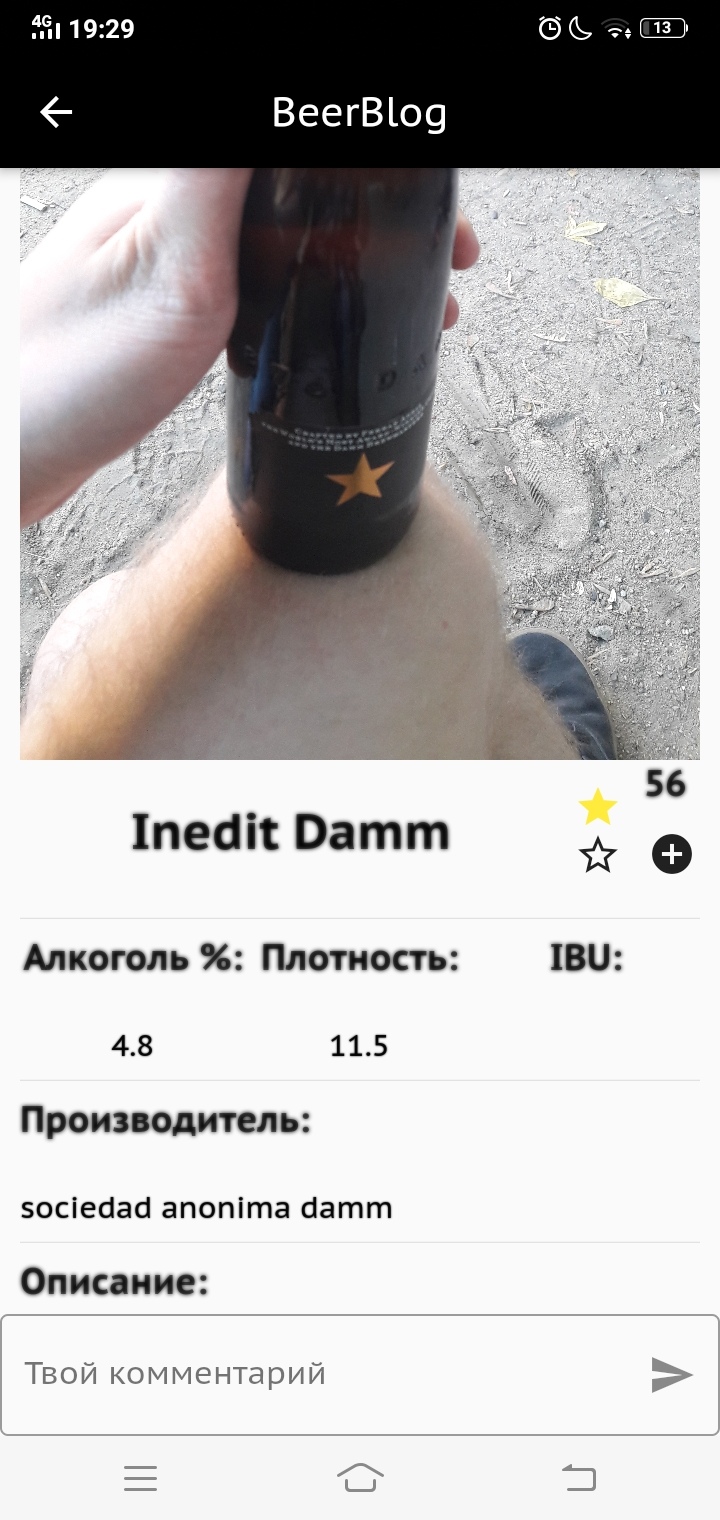 4G 19:29
13
BeerBlog
D A
56
Inedit Damm
Алкоголь %: Плотность: IBU:
4.8 11.5
Производитель:
sociedad anonima damm
Описание:
Твой комментарий